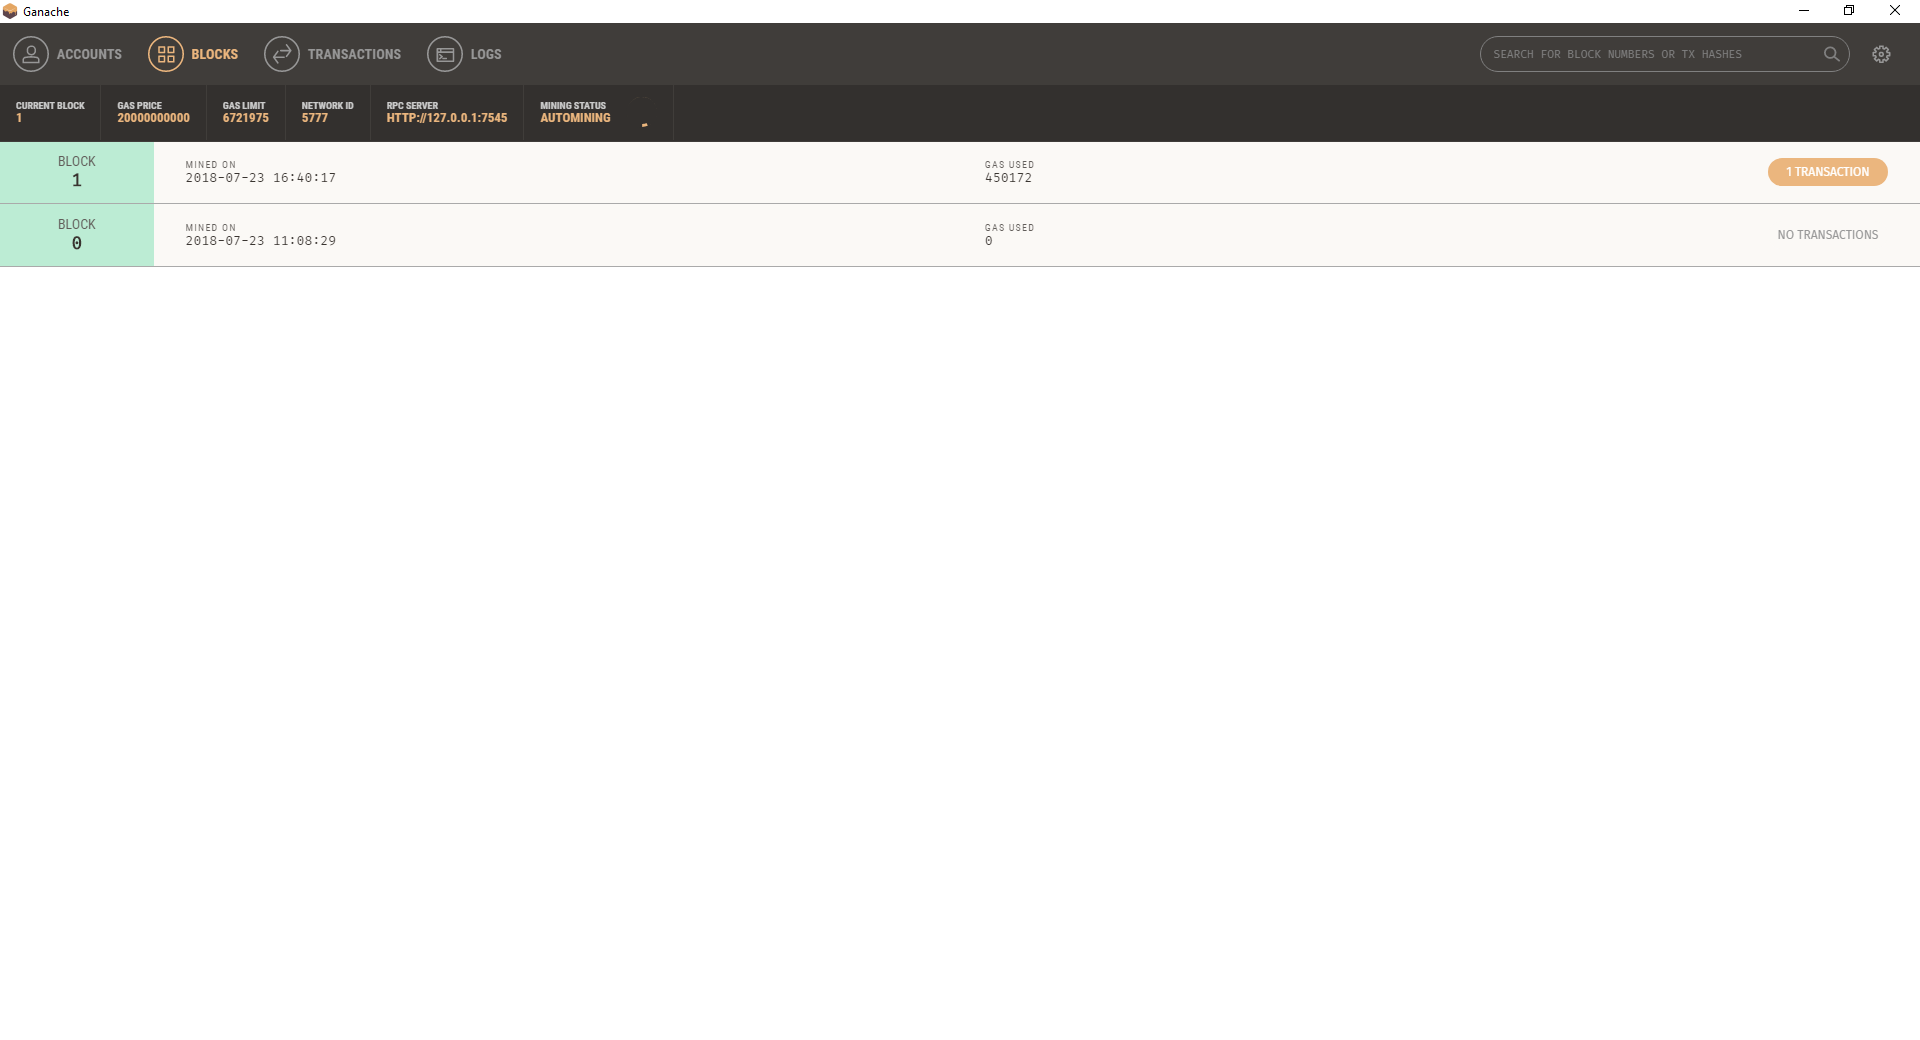 Ganache
ACCOUNTS BLOCKS TRANSACTIONS LOGS SEARCH FOR BLOCK NUMBERS OR TX HASHES
CURRENT BLOCK GAS PRICE GAS LIMIT NETWORK ID RPC SERVER MINING STATUS
1 20000000000 6721975 5777 HTTP://127.0.0.1:7545 AUTOMINING
BLOCK MINED ON GAS USED
1 2018-07-23 16:40:17 450172 1 TRANSACTION
BLOCK MINED ON GAS USED
0 2018-07-23 11:08:29 0 NO TRANSACTIONS